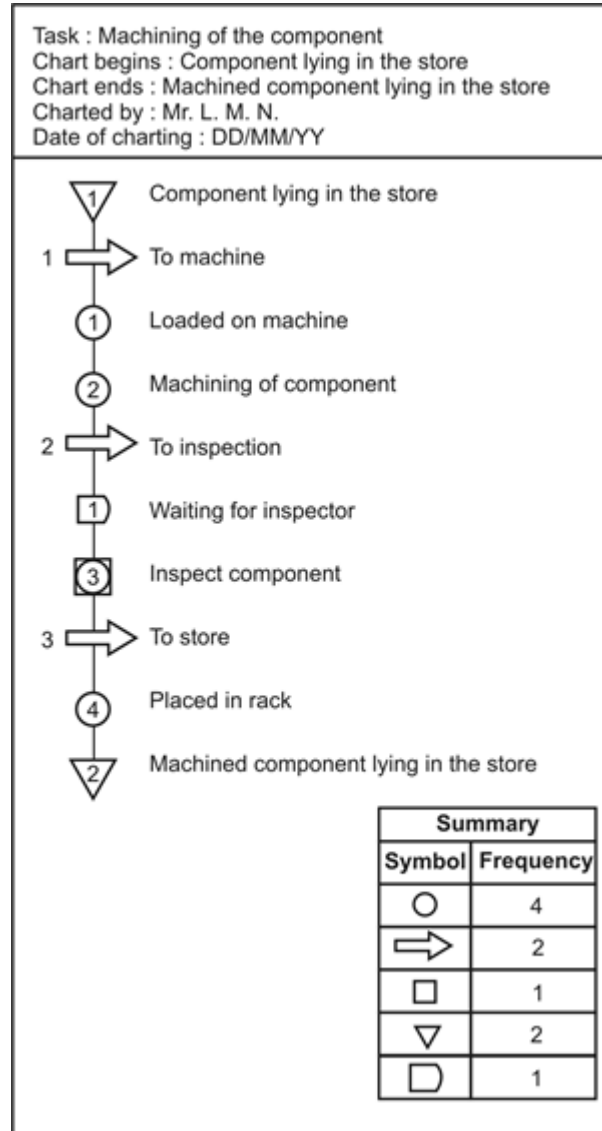 Task : Machining of the component
Chart begins : Component lying in the store
Chart ends : Machined component lying in the store
Charted by : Mr. L. M. N.
Date of charting : DD/MM/YY
1 Component lying in the store
1 To machine
1 Loaded on machine
2 Machining of component
2 To inspection
1 Waiting for inspector
3 Inspect component
3 To store
4 Placed in rack
2 Machined component lying in the store
Summary
Symbol Frequency
4
2
1
2
1